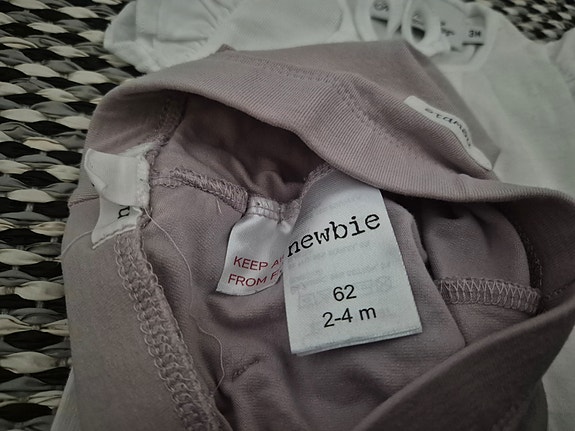 3M
newbie
KEEP A
FROM F
62
2-4 m